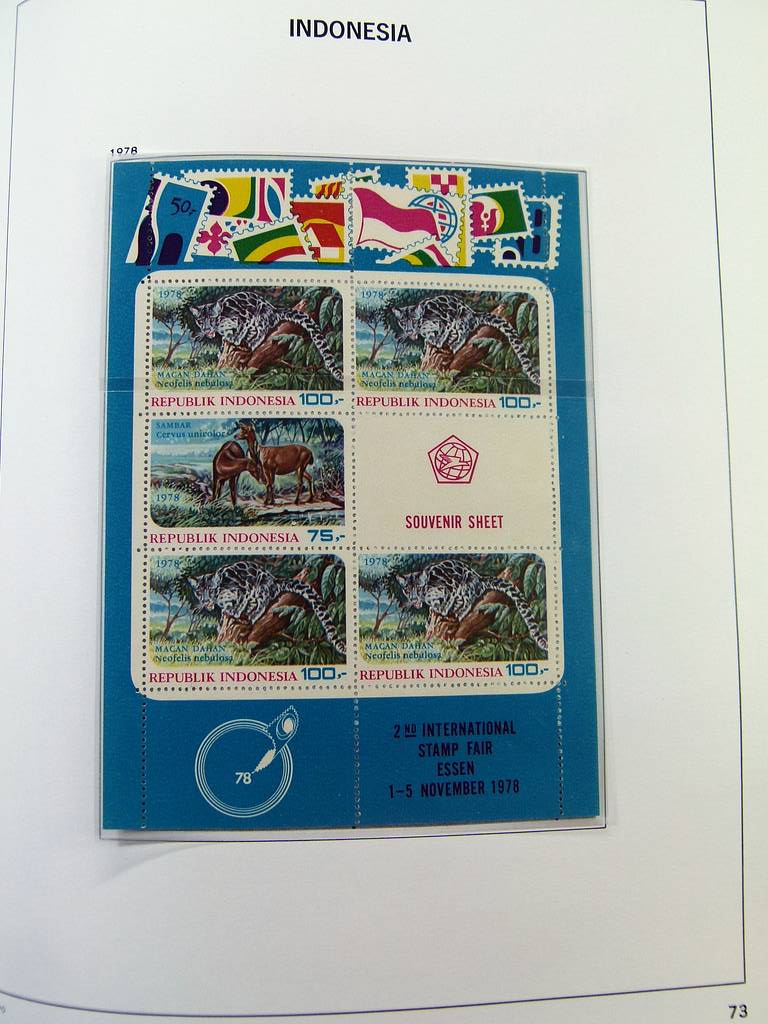 INDONESIA
1978
50,-
1978
MACAN DAHAN
Neofelis nebulosa
REPUBLIK INDONESIA 100,-
1978
MACAN DAHAN
Neofelis nebulosa
REPUBLIK INDONESIA 100,-
SAMBAR
Cervus unicolor
1978
REPUBLIK INDONESIA 75,-
SOUVENIR SHEET
1978
MACAN DAHAN
Neofelis nebulosa
REPUBLIK INDONESIA 100,-
1978
MACAN DAHAN
Neofelis nebulosa
REPUBLIK INDONESIA 100,-
78
2ND INTERNATIONAL
STAMP FAIR
ESSEN
1-5 NOVEMBER 1978
73